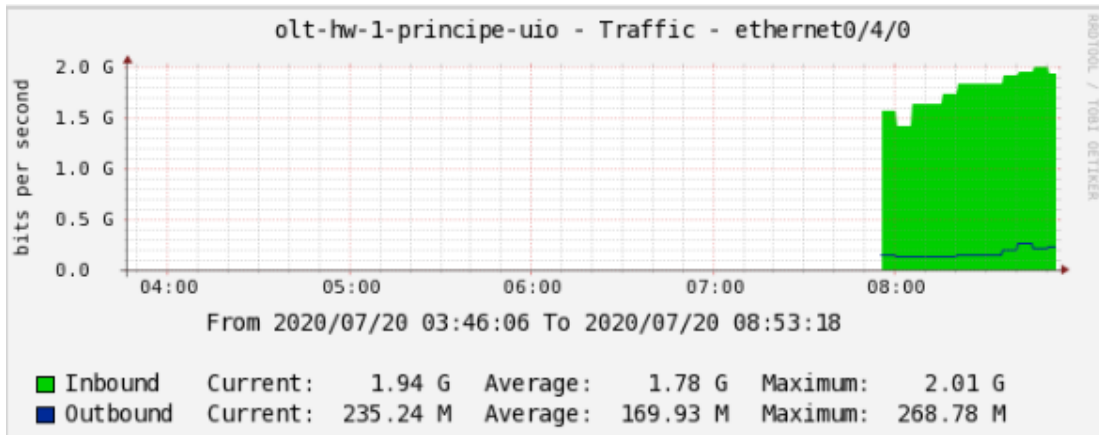 olt-hw-1-principe-uio - Traffic - ethernet0/4/0
RRDTOOL / TOBI OETIKER
bits per second
2.0 G
1.5 G
1.0 G
0.5 G
0.0
04:00 05:00 06:00 07:00 08:00
From 2020/07/20 03:46:06 To 2020/07/20 08:53:18
Inbound Current: 1.94 G Average: 1.78 G Maximum: 2.01 G
Outbound Current: 235.24 M Average: 169.93 M Maximum: 268.78 M